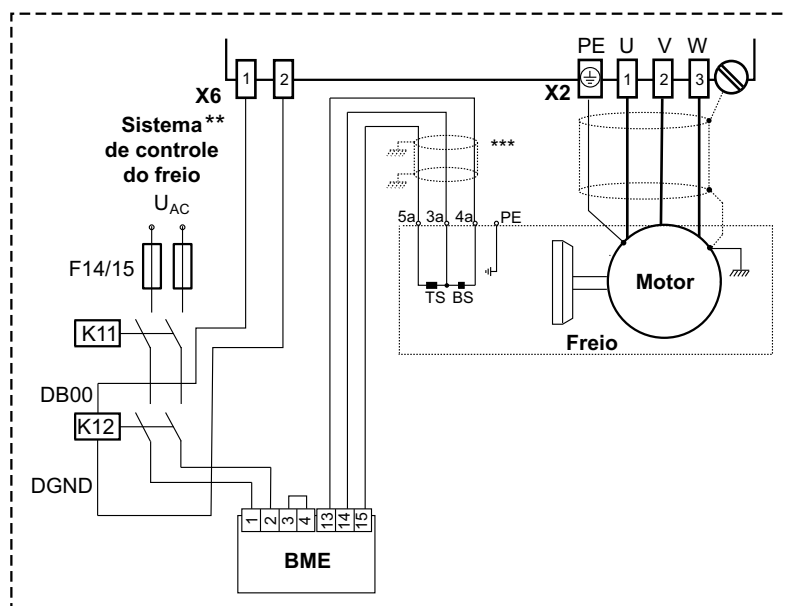 PE U V W
1 2 1 2 3
X6 X2
Sistema**
de controle
do freio
U_AC
***
5a 3a 4a PE
F14/15
TS BS
Motor
K11
Freio
DB00
K12
DGND
1 2 3 4 13 14 15
BME